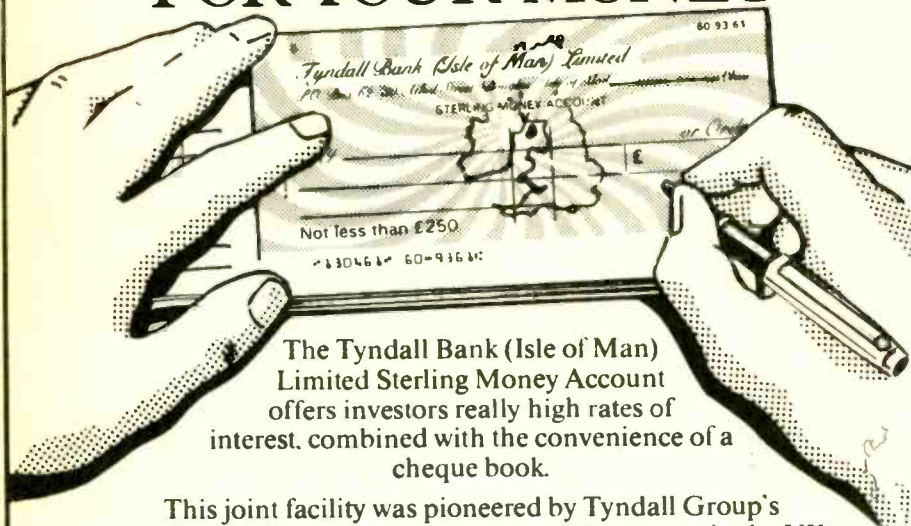 FOR YOUR MONEY
60 93 61
Tyndall Bank (Isle of Man) Limited
STERLING MONEY ACCOUNT
or Order
£
Not less than £250
The Tyndall Bank (Isle of Man)
Limited Sterling Money Account
offers investors really high rates of
interest, combined with the convenience of a
cheque book.
This joint facility was pioneered by Tyndall Group's